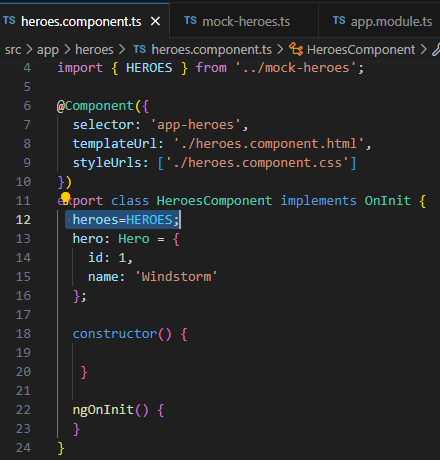 TS heroes.component.ts ✕ TS mock-heroes.ts TS app.module.ts
src > app > heroes > TS heroes.component.ts > HeroesComponent
4 import { HEROES } from '../mock-heroes';
5
6 @Component({
7 selector: 'app-heroes',
8 templateUrl: './heroes.component.html',
9 styleUrls: ['./heroes.component.css']
10 })
11 export class HeroesComponent implements OnInit {
12 heroes=HEROES;
13 hero: Hero = {
14 id: 1,
15 name: 'Windstorm'
16 };
17
18 constructor() {
19
20 }
21
22 ngOnInit() {
23 }
24 }